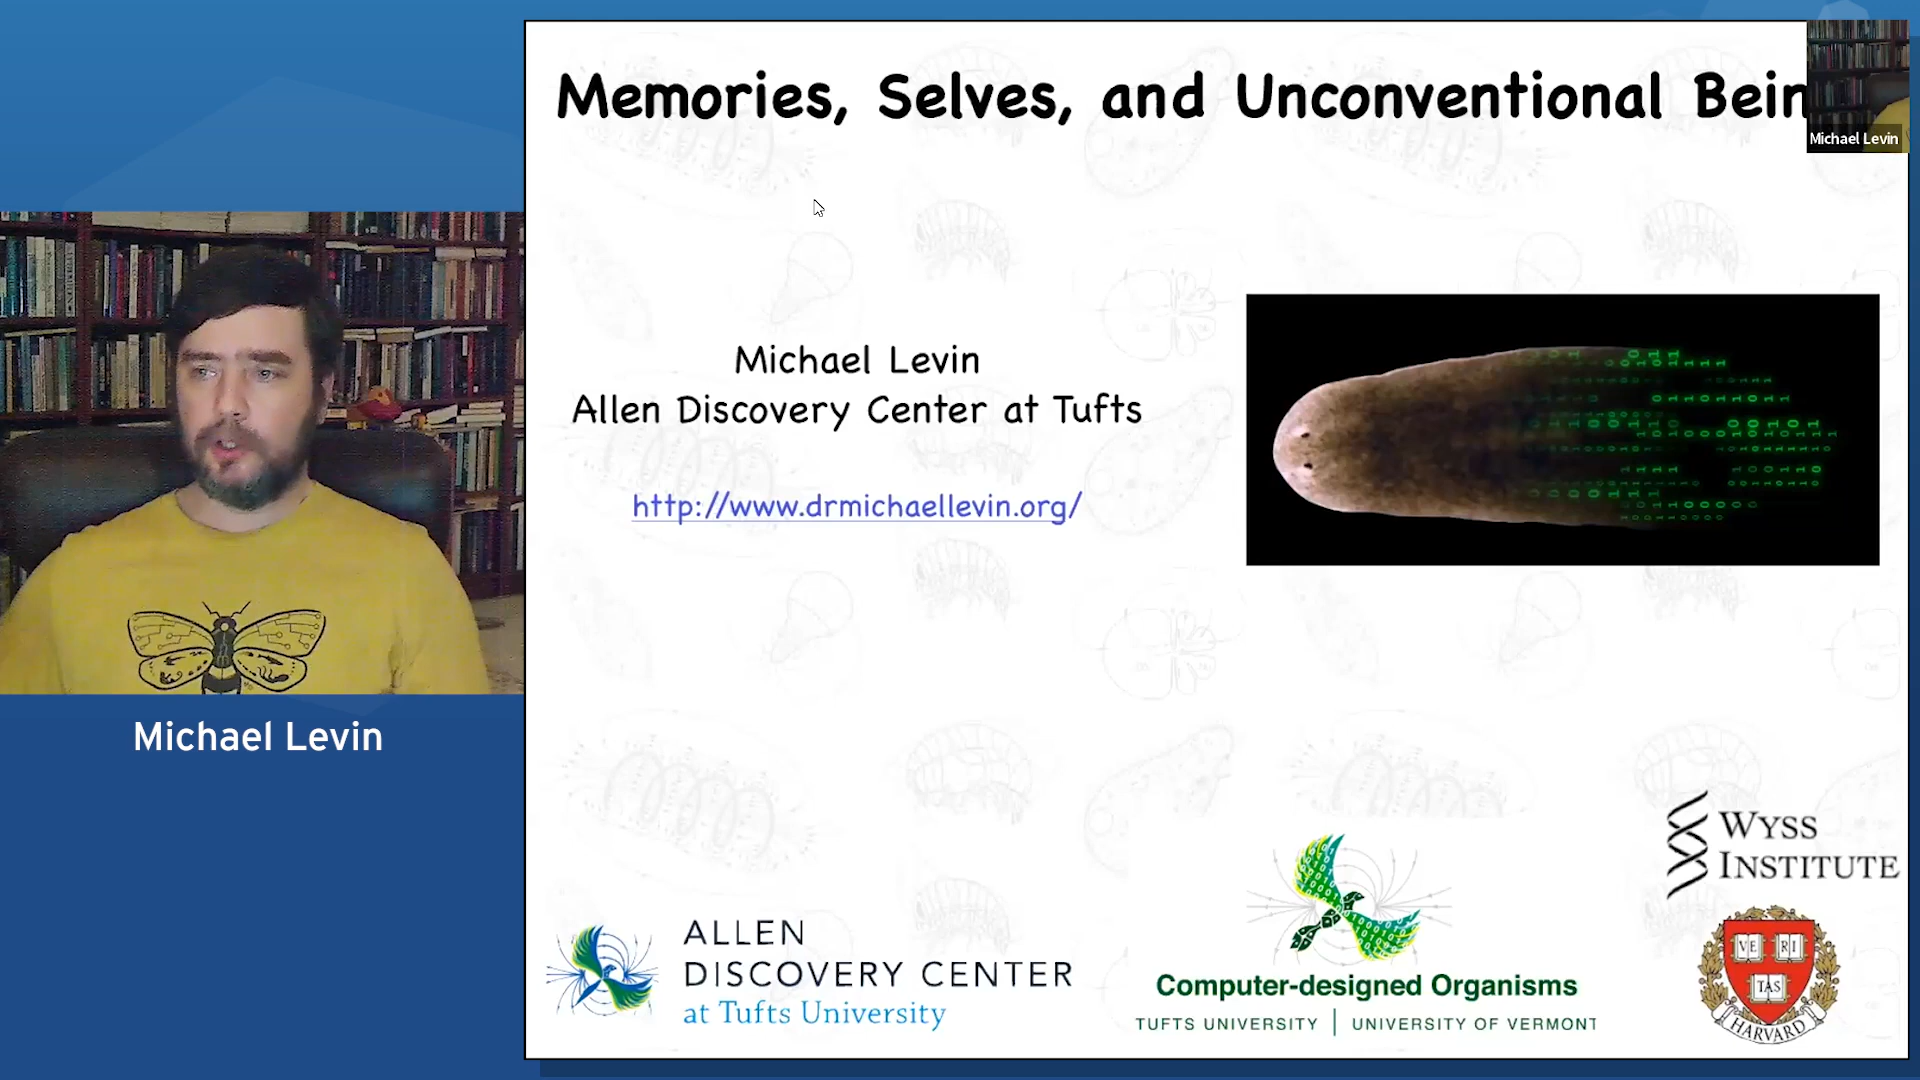 Memories, Selves, and Unconventional Bein
Michael Levin
Michael Levin
Allen Discovery Center at Tufts
http://www.drmichaellevin.org/
Michael Levin
WYSS
INSTITUTE
ALLEN
DISCOVERY CENTER
at Tufts University
Computer-designed Organisms
TUFTS UNIVERSITY | UNIVERSITY OF VERMONT
VE RI
TAS
HARVARD